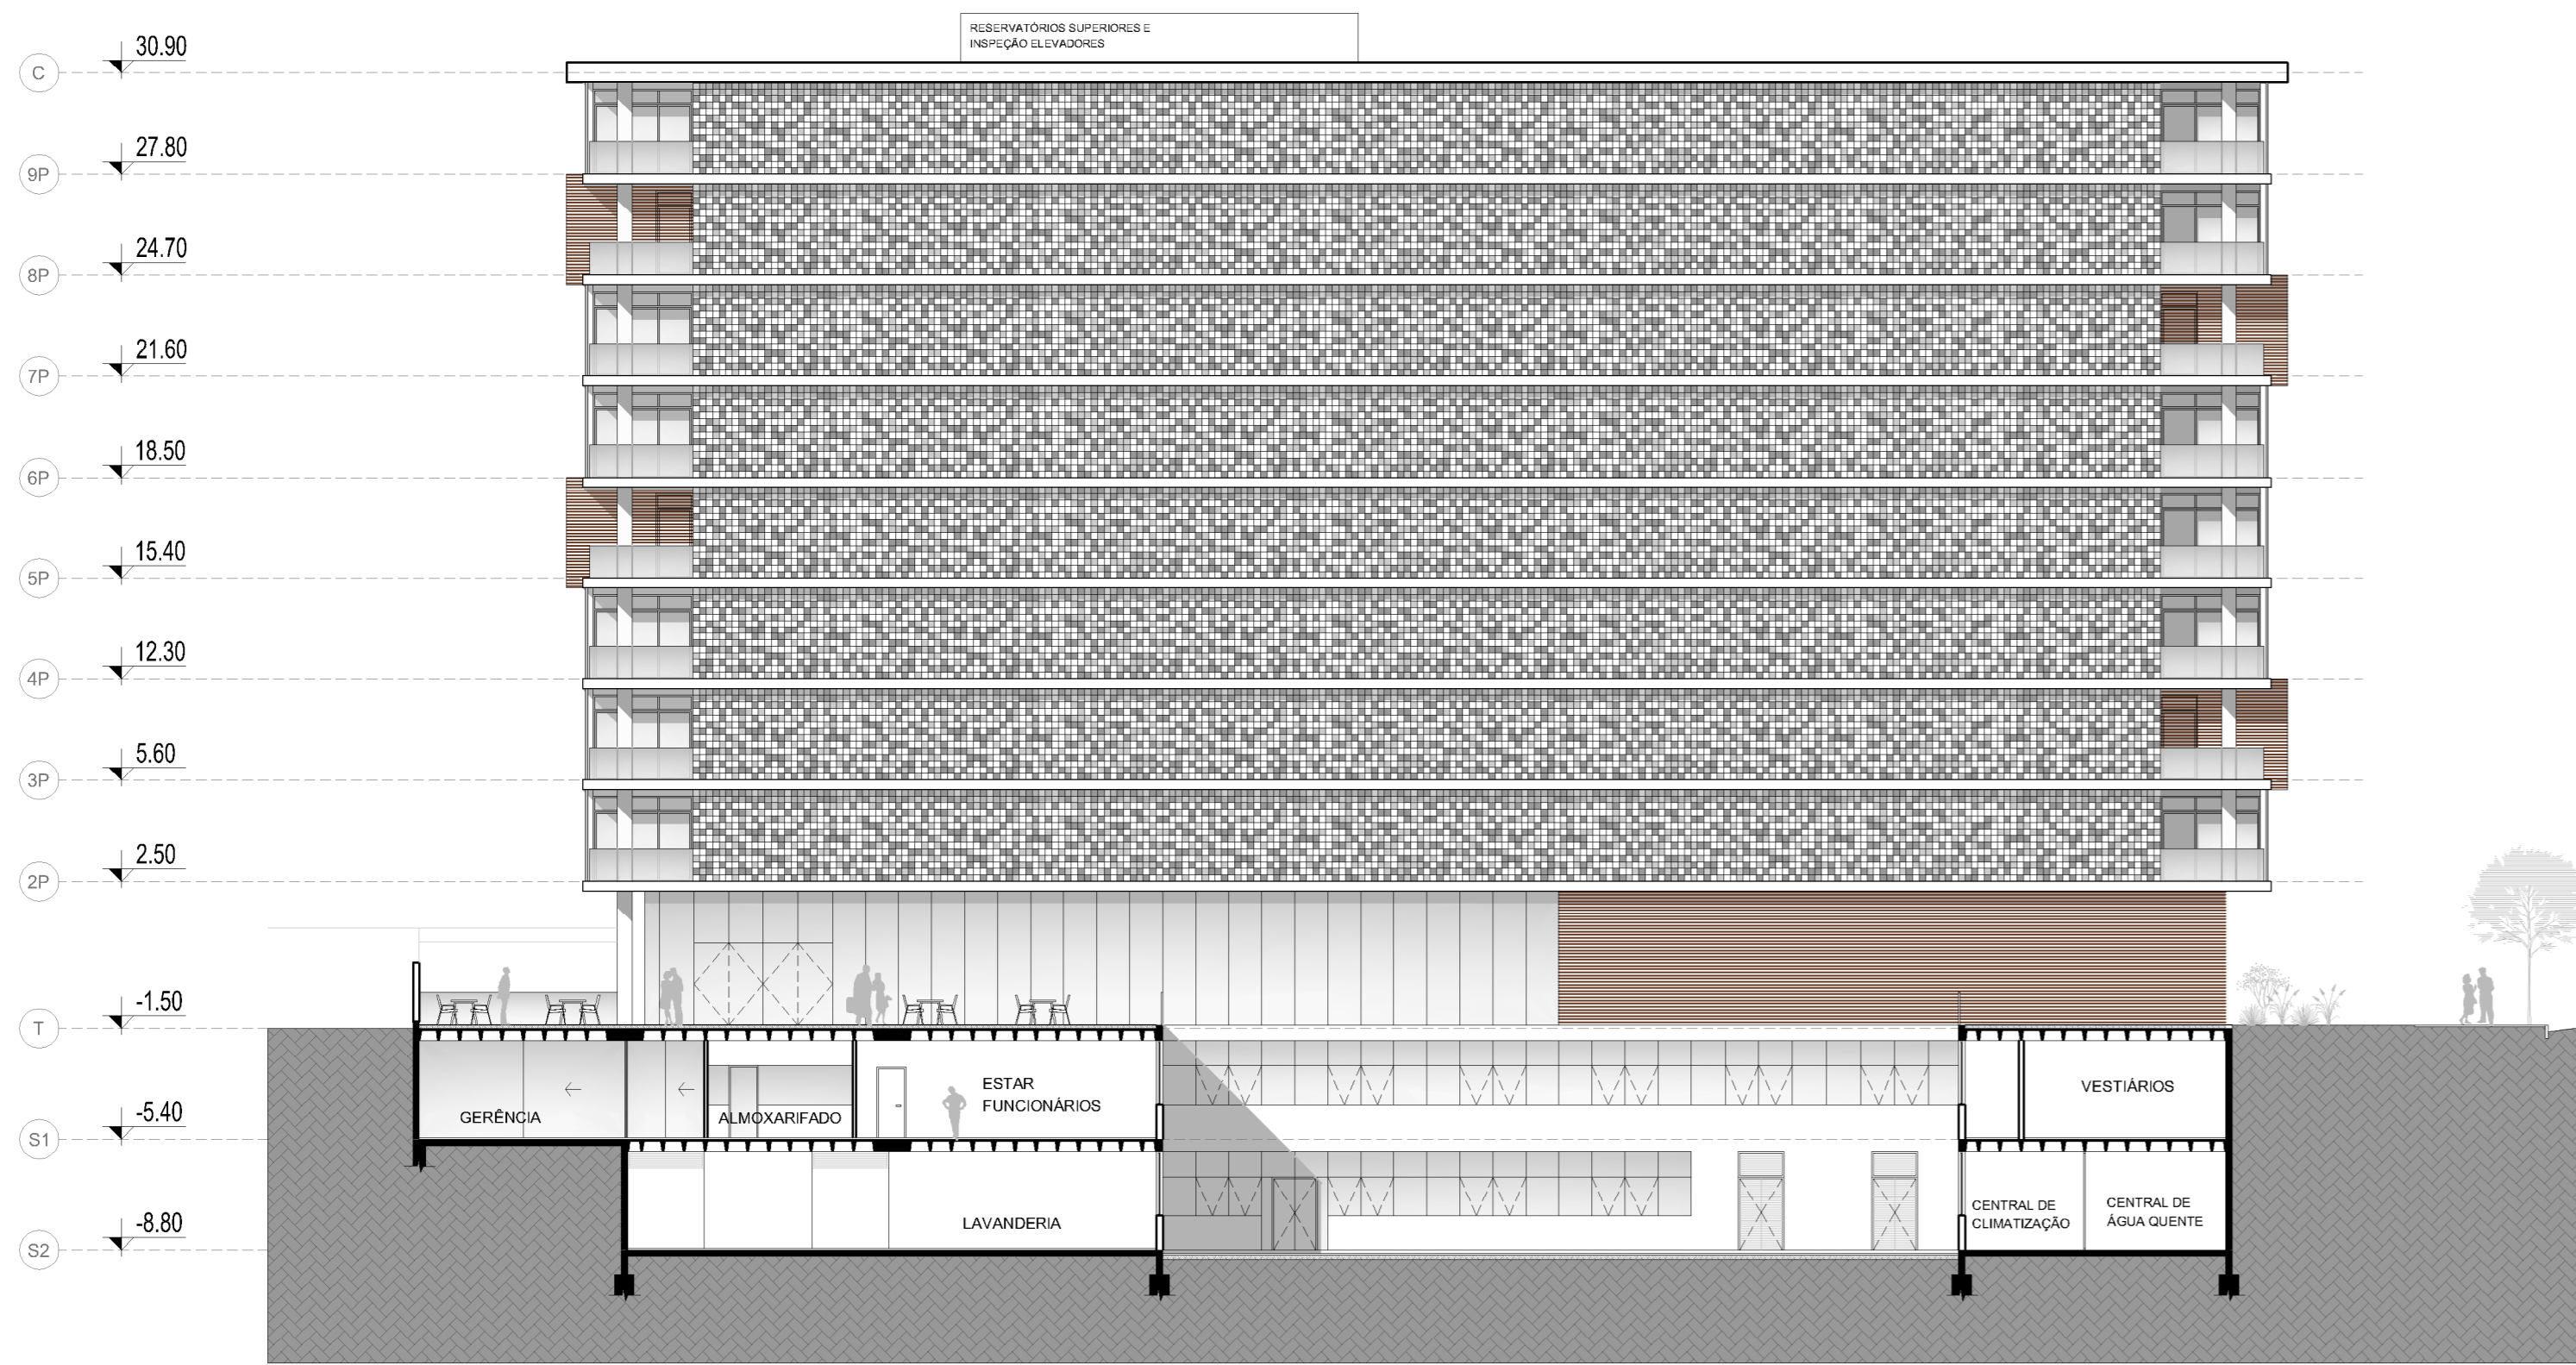 RESERVATÓRIOS SUPERIORES E
INSPEÇÃO ELEVADORES
C 30.90
9P 27.80
8P 24.70
7P 21.60
6P 18.50
5P 15.40
4P 12.30
3P 5.60
2P 2.50
T -1.50
S1 -5.40
S2 -8.80
GERÊNCIA
ALMOXARIFADO
ESTAR
FUNCIONÁRIOS
VESTIÁRIOS
LAVANDERIA
CENTRAL DE
CLIMATIZAÇÃO
CENTRAL DE
ÁGUA QUENTE